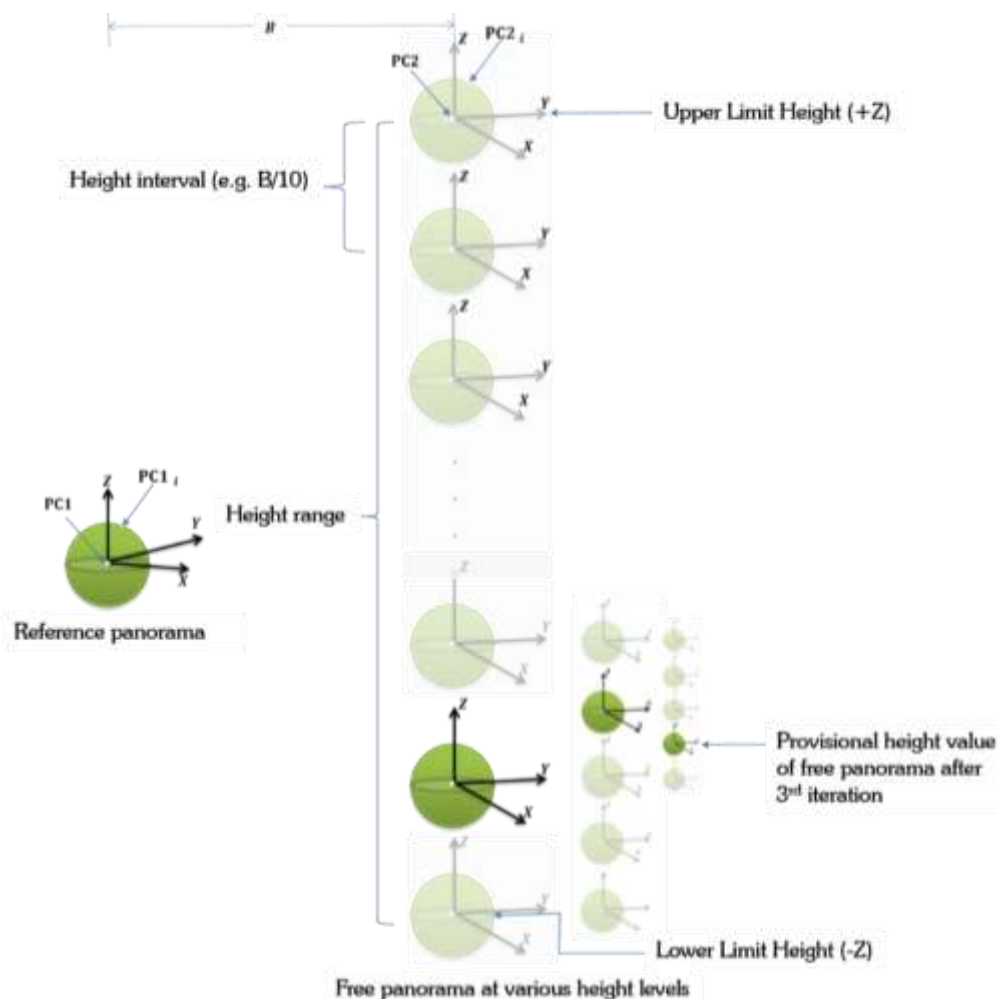 B
Z
PC2 i
PC2
Y
Upper Limit Height (+Z)
X
Height interval (e.g. B/10)
Z
Y
X
Z
Y
X
Z
PC1 i
PC1
Y
X
Height range
Reference panorama
Z
Y
X
Z
Y
X
Provisional height value
of free panorama after
3rd iteration
Z
Y
X
Lower Limit Height (-Z)
Free panorama at various height levels